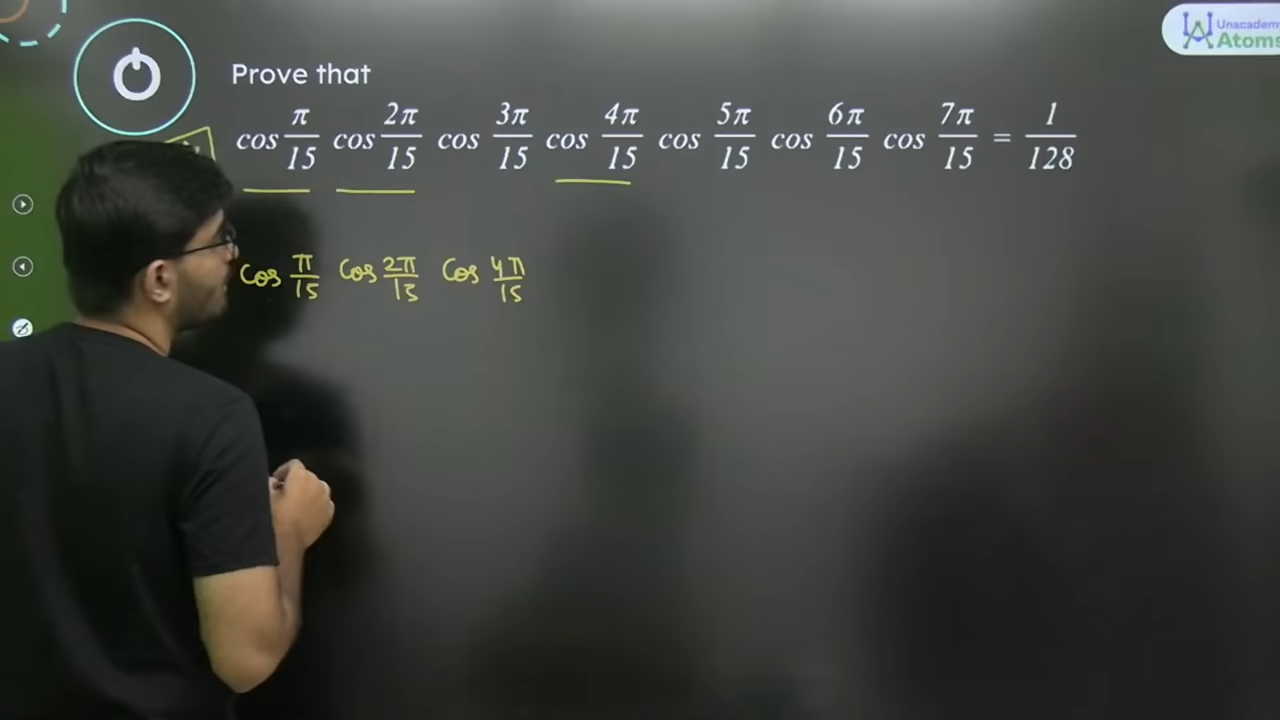 Unacademy
Atoms
Prove that
cos π/15 cos 2π/15 cos 3π/15 cos 4π/15 cos 5π/15 cos 6π/15 cos 7π/15 = 1/128
cos π/15 cos 2π/15 cos 4π/15